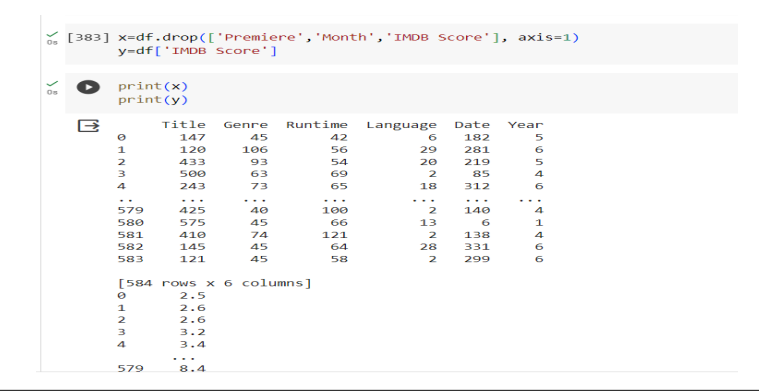 [383] x=df.drop(['Premiere','Month','IMDB Score'], axis=1)
y=df['IMDB Score']
0s
print(x)
print(y)
0s
Title Genre Runtime Language Date Year
0 147 45 42 6 182 5
1 120 106 56 29 281 6
2 433 93 54 20 219 5
3 500 63 69 2 85 4
4 243 73 65 18 312 6
.. ... ... ... ... ... ...
579 425 40 100 2 140 4
580 575 45 66 13 6 1
581 410 74 121 2 138 4
582 145 45 64 28 331 6
583 121 45 58 2 299 6
[584 rows x 6 columns]
0 2.5
1 2.6
2 2.6
3 3.2
4 3.4
...
579 8.4